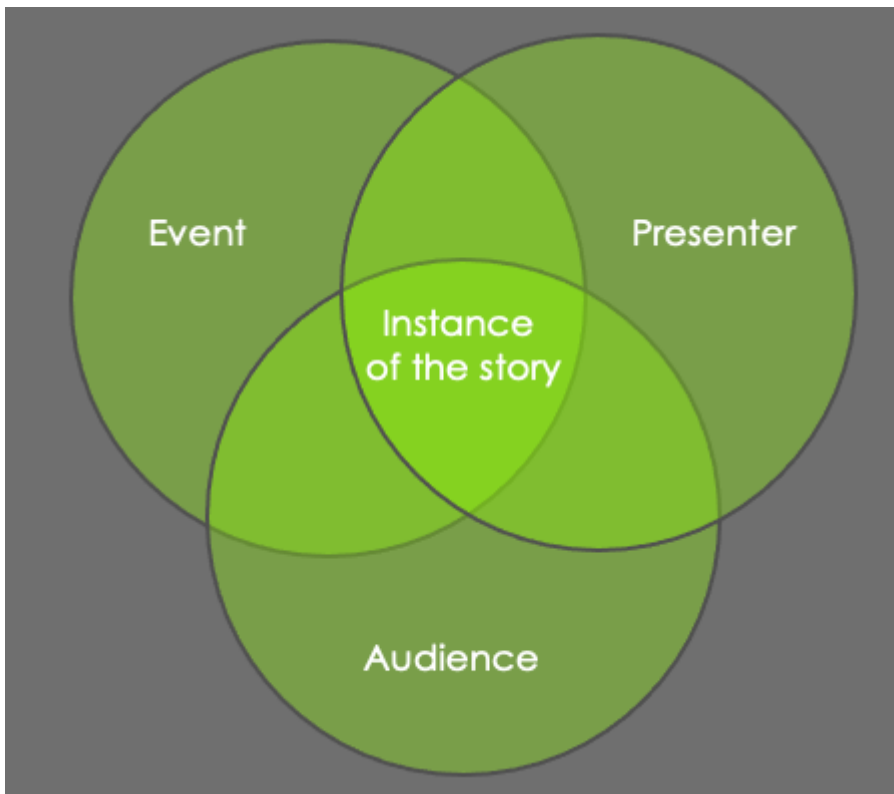 Event
Presenter
Instance
of the story
Audience